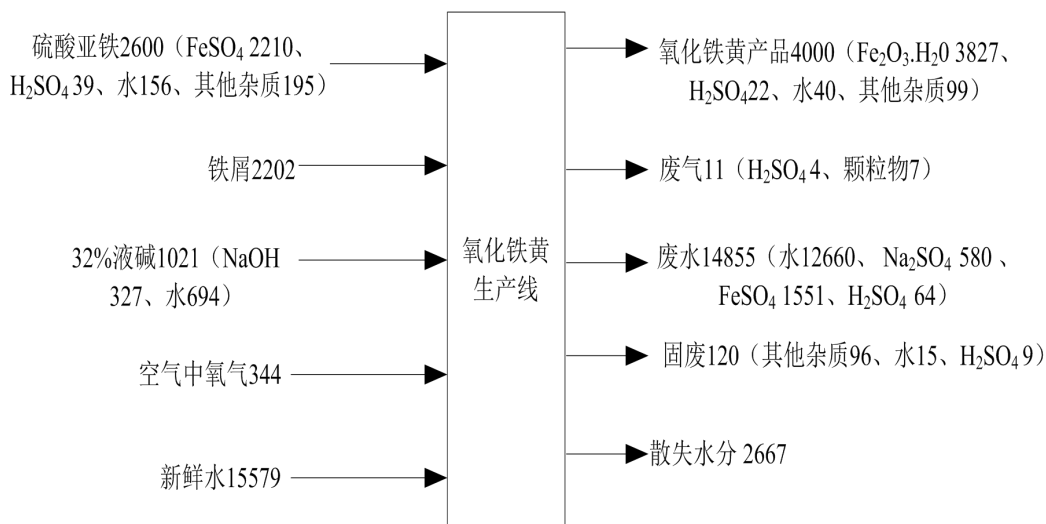 硫酸亚铁2600（FeSO₄ 2210、
H₂SO₄ 39、水156、其他杂质195）
铁屑2202
32%液碱1021（NaOH
327、水694）
空气中氧气344
新鲜水15579
氧化铁黄
生产线
氧化铁黄产品4000（Fe₂O₃.H₂0 3827、
H₂SO₄22、水40、其他杂质99）
废气11（H₂SO₄ 4、颗粒物7）
废水14855（水12660、 Na₂SO₄ 580 、
FeSO₄ 1551、H₂SO₄ 64）
固废120（其他杂质96、水15、H₂SO₄ 9）
散失水分 2667